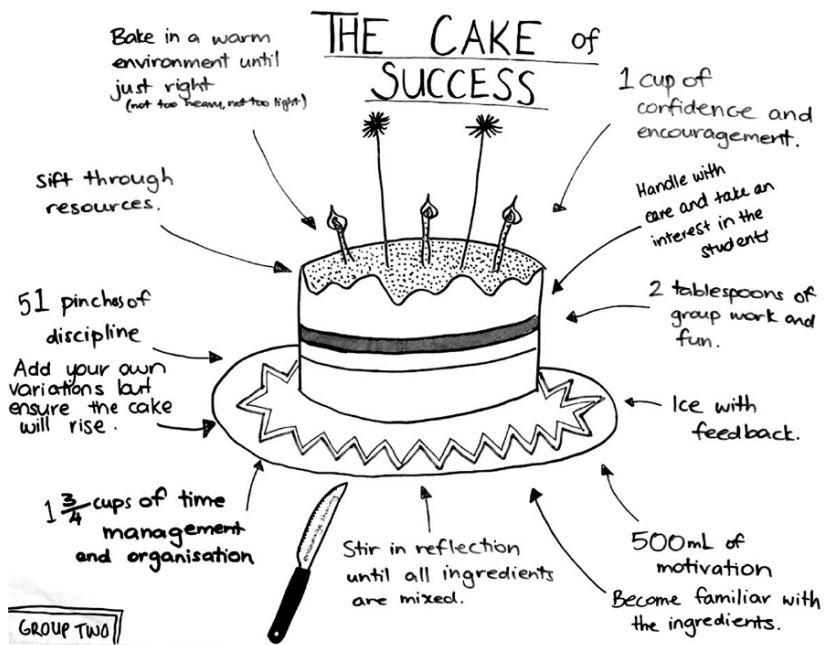 THE CAKE of
SUCCESS
Bake in a warm
environment until
just right
(not too heavy, not too light)
1 cup of
confidence and
encouragement.
Sift through
resources.
Handle with
care and take an
interest in the
students
51 pinches of
discipline
2 tablespoons of
group work and
fun.
Add your own
variations but
ensure the cake
will rise.
Ice with
feedback.
1 3/4 cups of time
management
and organisation
encourage sharing
Stir in reflection
until all ingredients
are mixed.
500mL of
motivation
Become familiar with
the ingredients.
GROUP TWO